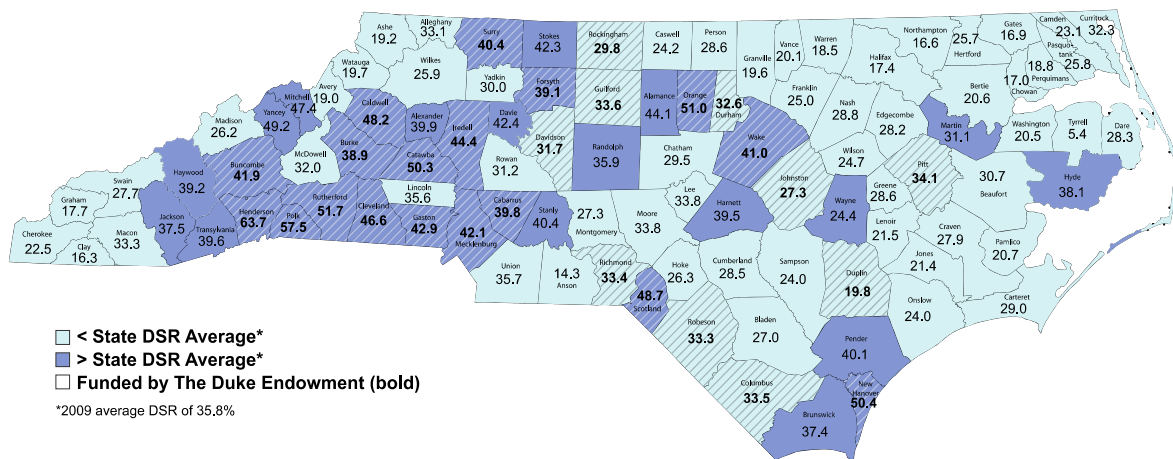 Ashe
19.2
Alleghany
33.1
Surry
40.4
Stokes
42.3
Rockingham
29.8
Caswell
24.2
Person
28.6
Granville
19.6
Vance
20.1
Warren
18.5
Northampton
16.6
Hertford
25.7
Gates
16.9
Camden
23.1
Currituck
32.3
Pasquo-
tank
25.8
18.8
Perquimans
17.0
Chowan
Halifax
17.4
Bertie
20.6
Watauga
19.7
Wilkes
25.9
Yadkin
30.0
Forsyth
39.1
Guilford
33.6
Alamance
44.1
Orange
51.0
32.6
Durham
Franklin
25.0
Nash
28.8
Edgecombe
28.2
Martin
31.1
Washington
20.5
Tyrrell
5.4
Dare
28.3
Mitchell
47.4
Avery
19.0
Yancey
49.2
Caldwell
48.2
Alexander
39.9
Iredell
44.4
Davie
42.4
Davidson
31.7
Randolph
35.9
Chatham
29.5
Wake
41.0
Wilson
24.7
Pitt
34.1
30.7
Beaufort
Hyde
38.1
Madison
26.2
Buncombe
41.9
McDowell
32.0
Burke
38.9
Catawba
50.3
Rowan
31.2
Johnston
27.3
Greene
28.6
Haywood
39.2
Swain
27.7
Graham
17.7
Cherokee
22.5
Clay
16.3
Macon
33.3
Jackson
37.5
Transylvania
39.6
Henderson
63.7
Polk
57.5
Rutherford
51.7
Cleveland
46.6
Lincoln
35.6
Gaston
42.9
42.1
Mecklenburg
Cabarrus
39.8
Stanly
40.4
27.3
Montgomery
Moore
33.8
Lee
33.8
Harnett
39.5
Wayne
24.4
Lenoir
21.5
Craven
27.9
Pamlico
20.7
Jones
21.4
Union
35.7
14.3
Anson
Richmond
33.4
48.7
Scotland
Hoke
26.3
Cumberland
28.5
Sampson
24.0
Duplin
19.8
Onslow
24.0
Carteret
29.0
Robeson
33.3
Bladen
27.0
Pender
40.1
Columbus
33.5
New
Hanover
50.4
Brunswick
37.4
< State DSR Average*
> State DSR Average*
Funded by The Duke Endowment (bold)
*2009 average DSR of 35.8%